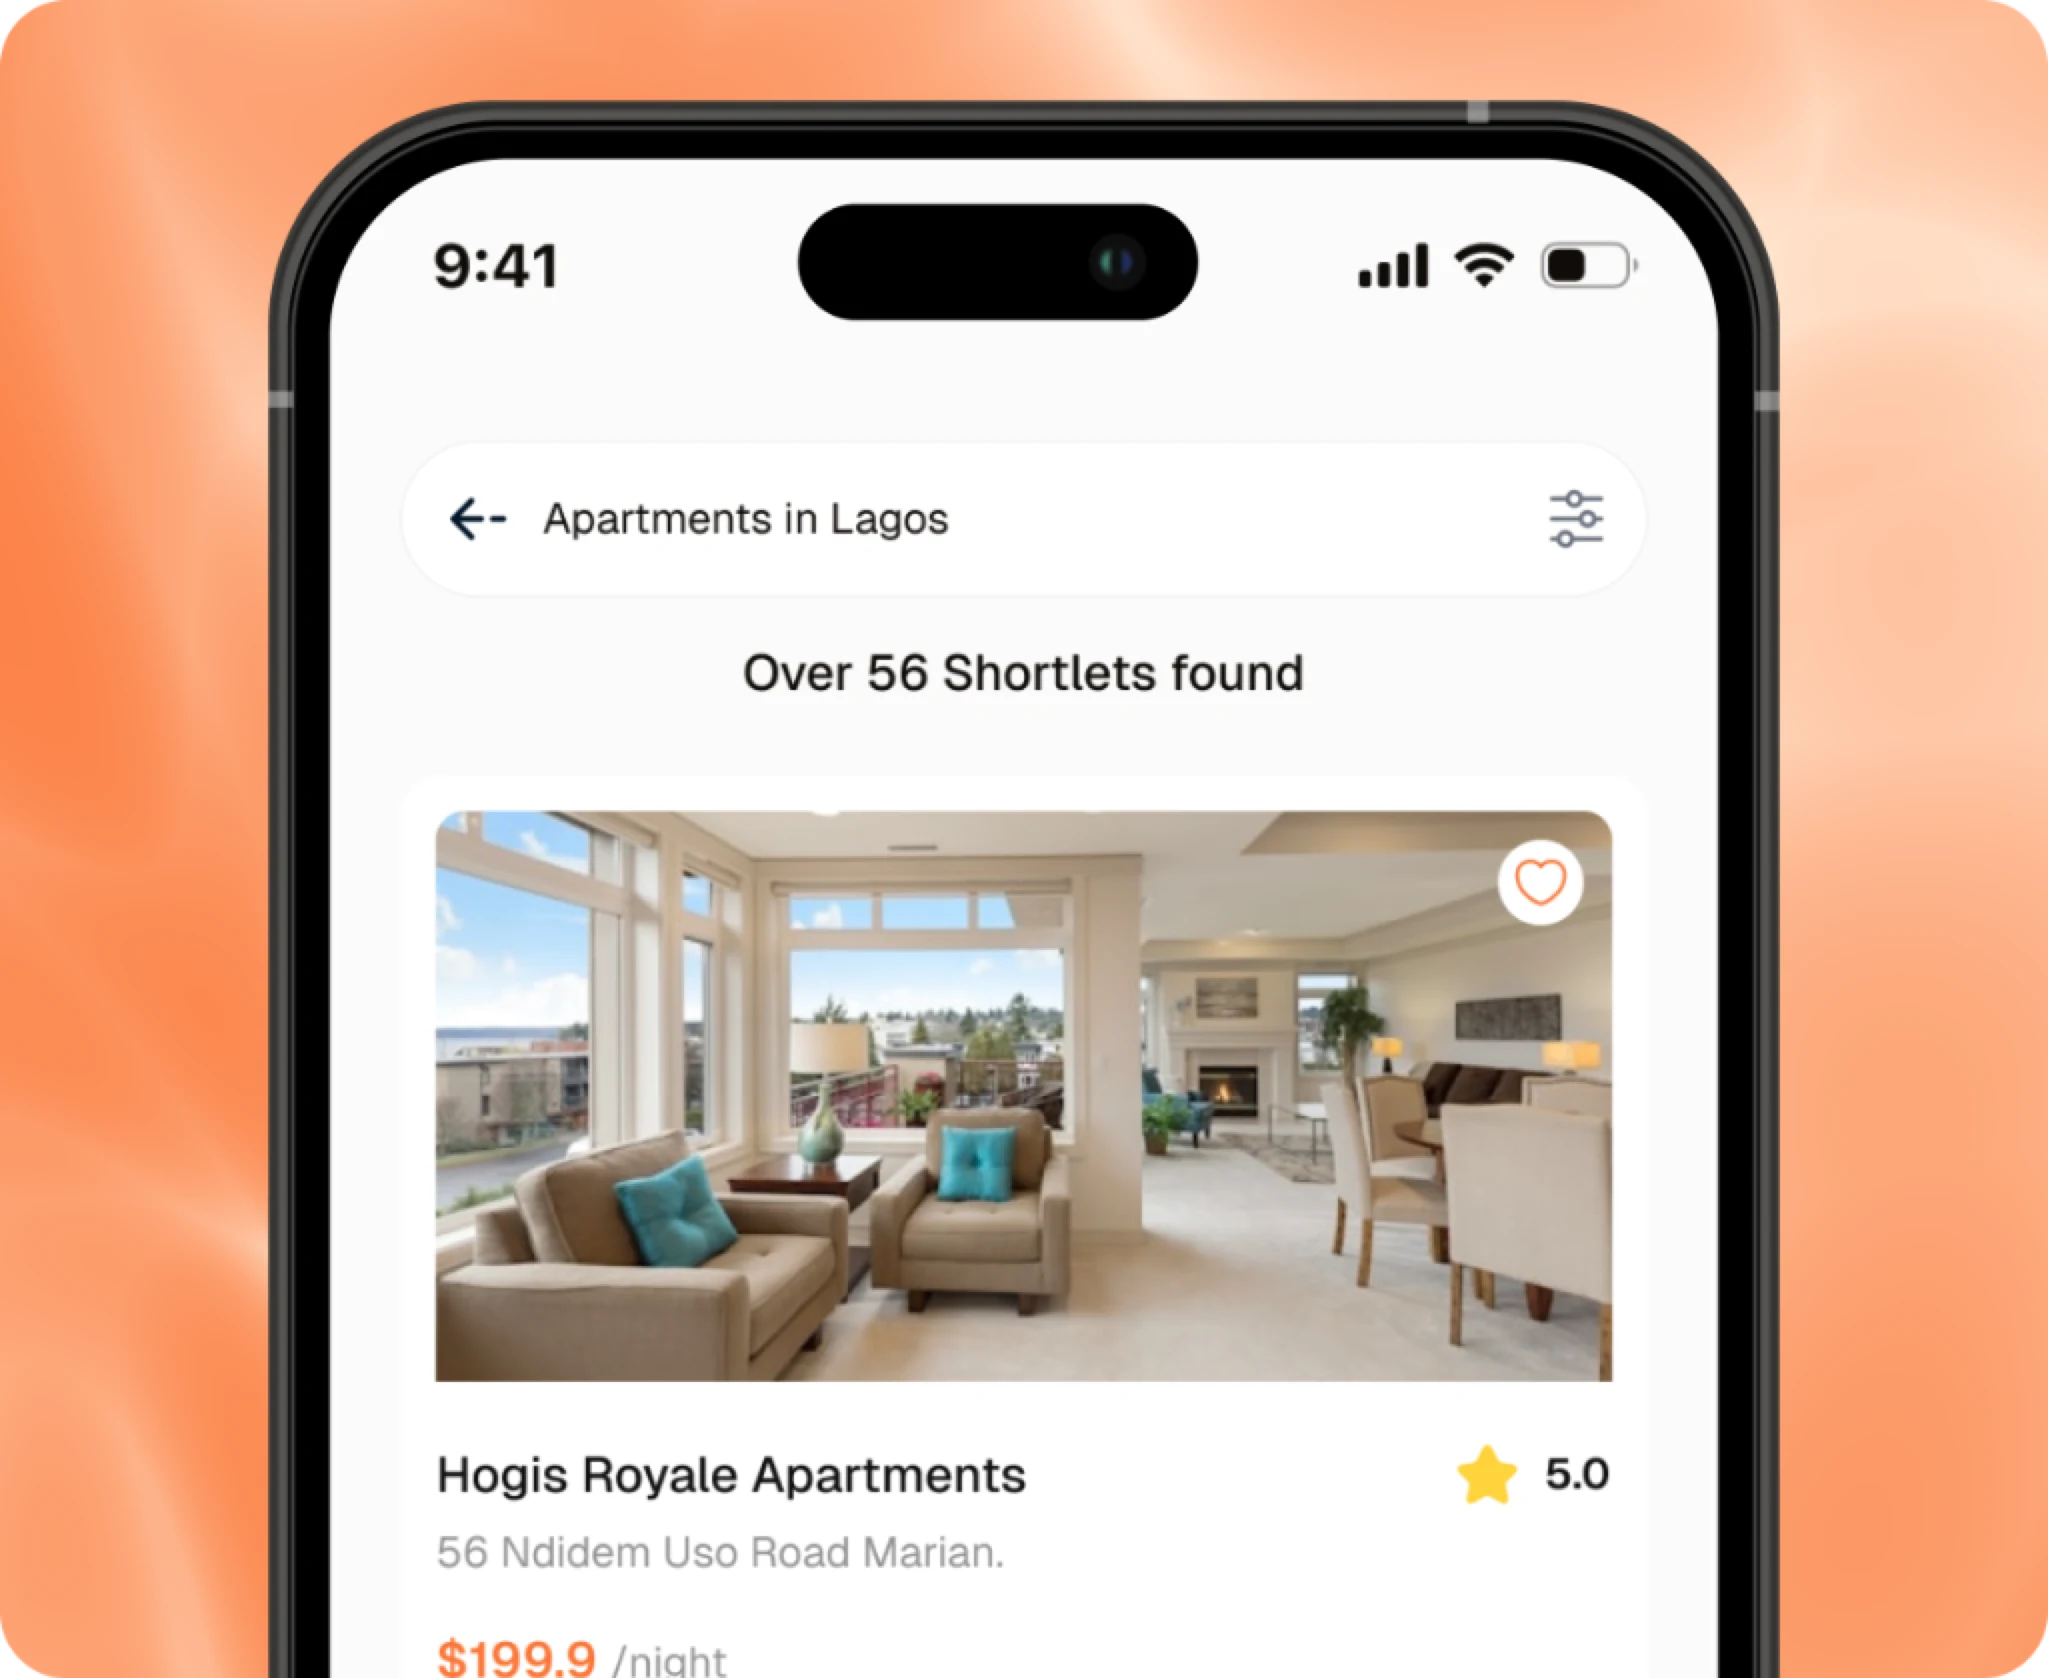 9:41
Apartments in Lagos
Over 56 Shortlets found
Hogis Royale Apartments
5.0
56 Ndidem Uso Road Marian.
$199.9 /night